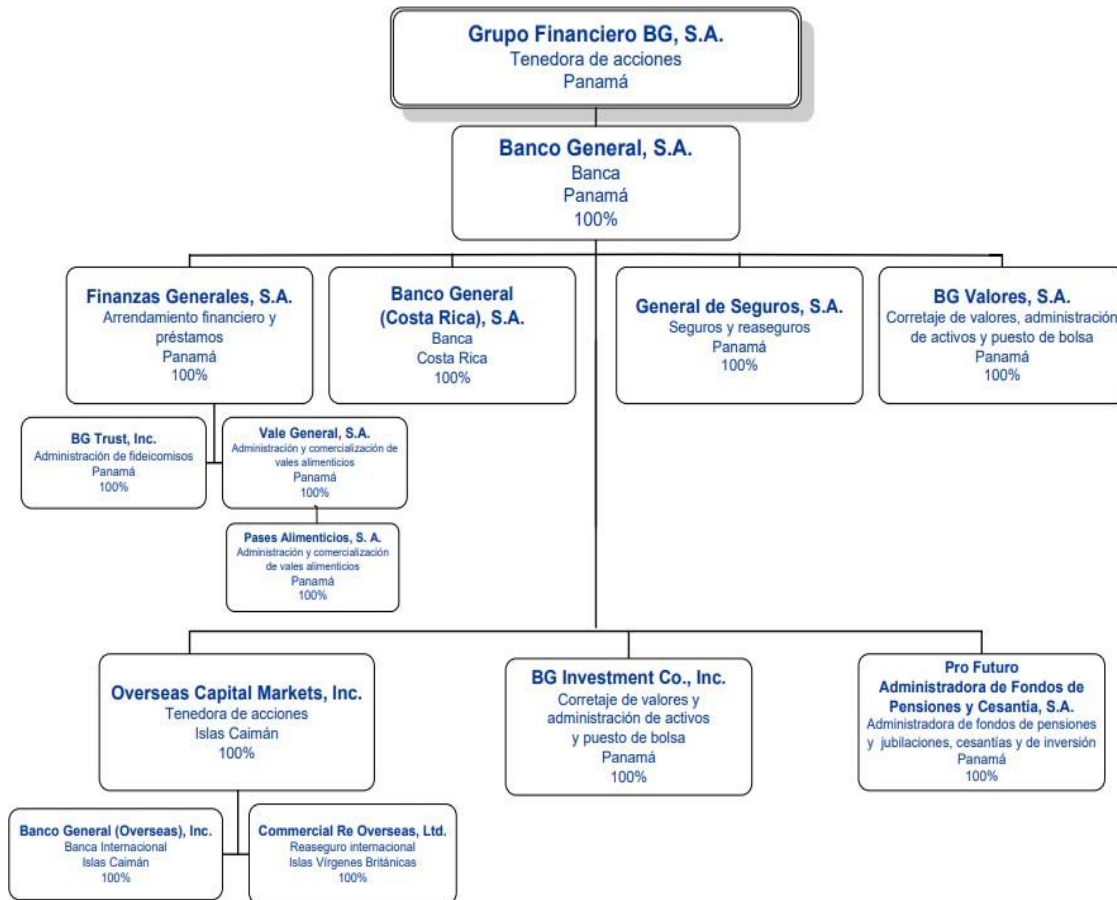 Grupo Financiero BG, S.A.
Tenedora de acciones
Panamá
Banco General, S.A.
Banca
Panamá
100%
Finanzas Generales, S.A.
Arrendamiento financiero y
préstamos
Panamá
100%
Banco General
(Costa Rica), S.A.
Banca
Costa Rica
100%
General de Seguros, S.A.
Seguros y reaseguros
Panamá
100%
BG Valores, S.A.
Corretaje de valores, administración
de activos y puesto de bolsa
Panamá
100%
BG Trust, Inc.
Administración de fideicomisos
Panamá
100%
Vale General, S.A.
Administración y comercialización de
vales alimenticios
Panamá
100%
Pases Alimenticios, S. A.
Administración y comercialización
de vales alimenticios
Panamá
100%
Overseas Capital Markets, Inc.
Tenedora de acciones
Islas Caimán
100%
BG Investment Co., Inc.
Corretaje de valores y
administración de activos
y puesto de bolsa
Panamá
100%
Pro Futuro
Administradora de Fondos de
Pensiones y Cesantía, S.A.
Administradora de fondos de pensiones
y jubilaciones, cesantías y de inversión
Panamá
100%
Banco General (Overseas), Inc.
Banca Internacional
Islas Caimán
100%
Commercial Re Overseas, Ltd.
Reaseguro internacional
Islas Vírgenes Británicas
100%